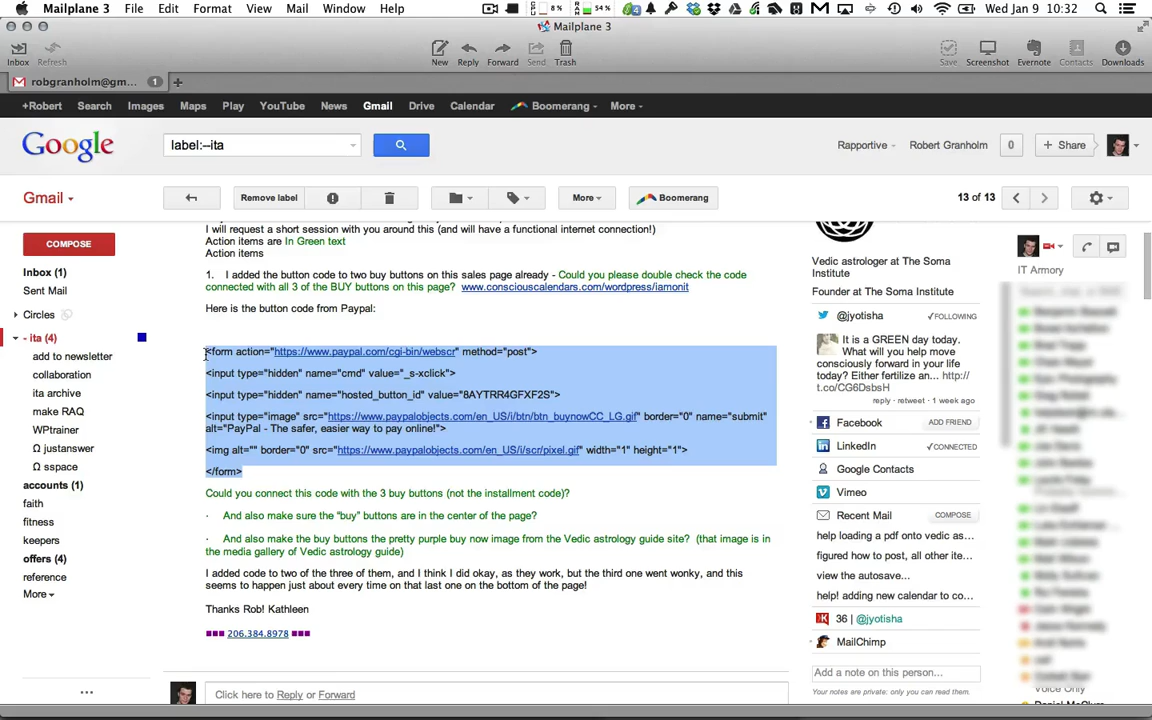 Mailplane 3 File Edit Format View Mail Window Help 8% 54% 4 Wed Jan 9 10:32
Mailplane 3
Inbox Refresh New Reply Forward Send Trash Save Screenshot Evernote Contacts Downloads
robgranholm@gm... 1 +
+Robert Search Images Maps Play YouTube News Gmail Drive Calendar Boomerang More
Google label:--ita Rapportive Robert Granholm 0 + Share
Gmail Remove label More Boomerang 13 of 13
COMPOSE
Inbox (1)
Sent Mail
Circles
- ita (4)
add to newsletter
collaboration
ita archive
make RAQ
WPtrainer
Ω justanswer
Ω sspace
accounts (1)
faith
fitness
keepers
offers (4)
reference
More
I will request a short session with you around this (and will have a functional internet connection!)
Action items are In Green text
Action items
1. I added the button code to two buy buttons on this sales page already - Could you please double check the code
connected with all 3 of the BUY buttons on this page? www.consciouscalendars.com/wordpress/iamonit
Here is the button code from Paypal:
<form action="https://www.paypal.com/cgi-bin/webscr" method="post">
<input type="hidden" name="cmd" value="_s-xclick">
<input type="hidden" name="hosted_button_id" value="8AYTRR4GFXF2S">
<input type="image" src="https://www.paypalobjects.com/en_US/i/btn/btn_buynowCC_LG.gif" border="0" name="submit"
alt="PayPal - The safer, easier way to pay online!">
<img alt="" border="0" src="https://www.paypalobjects.com/en_US/i/scr/pixel.gif" width="1" height="1">
</form>
Could you connect this code with the 3 buy buttons (not the installment code)?
· And also make sure the "buy" buttons are in the center of the page?
· And also make the buy buttons the pretty purple buy now image from the Vedic astrology guide site? (that image is in
the media gallery of Vedic astrology guide)
I added code to two of the three of them, and I think I did okay, as they work, but the third one went wonky, and this
seems to happen just about every time on that last one on the bottom of the page!
Thanks Rob! Kathleen
206.384.8978
Click here to Reply or Forward
Vedic astrologer at The Soma
Institute
Founder at The Soma Institute
@jyotisha ✓FOLLOWING
It is a GREEN day today.
What will you help move
consciously forward in your
life? Either fertilize an... http://
t.co/CG6DsbsH
reply · retweet · 1 week ago
Facebook ADD FRIEND
LinkedIn ✓CONNECTED
Google Contacts
Vimeo
Recent Mail COMPOSE
help loading a pdf onto vedic as...
figured how to post, all other ite...
view the autosave...
help! adding new calendar to co...
36 | @jyotisha
MailChimp
Add a note on this person...
Your notes are private: only you can read them.
IT Armory
Voice Only